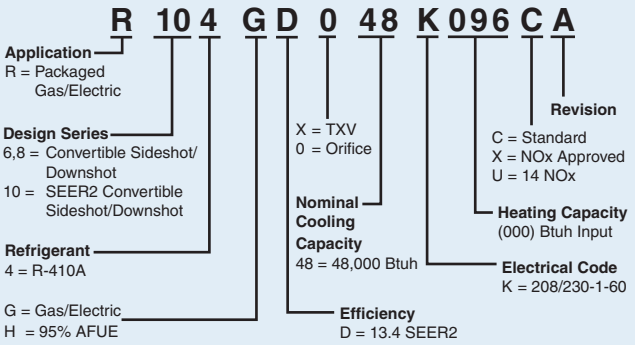 R 10 4 G D 0 48 K 096 C A
Application
R = Packaged
Gas/Electric
Design Series
6,8 = Convertible Sideshot/
Downshot
10 = SEER2 Convertible
Sideshot/Downshot
Refrigerant
4 = R-410A
G = Gas/Electric
H = 95% AFUE
X = TXV
0 = Orifice
Nominal
Cooling
Capacity
48 = 48,000 Btuh
Efficiency
D = 13.4 SEER2
Revision
C = Standard
X = NOx Approved
U = 14 NOx
Heating Capacity
(000) Btuh Input
Electrical Code
K = 208/230-1-60